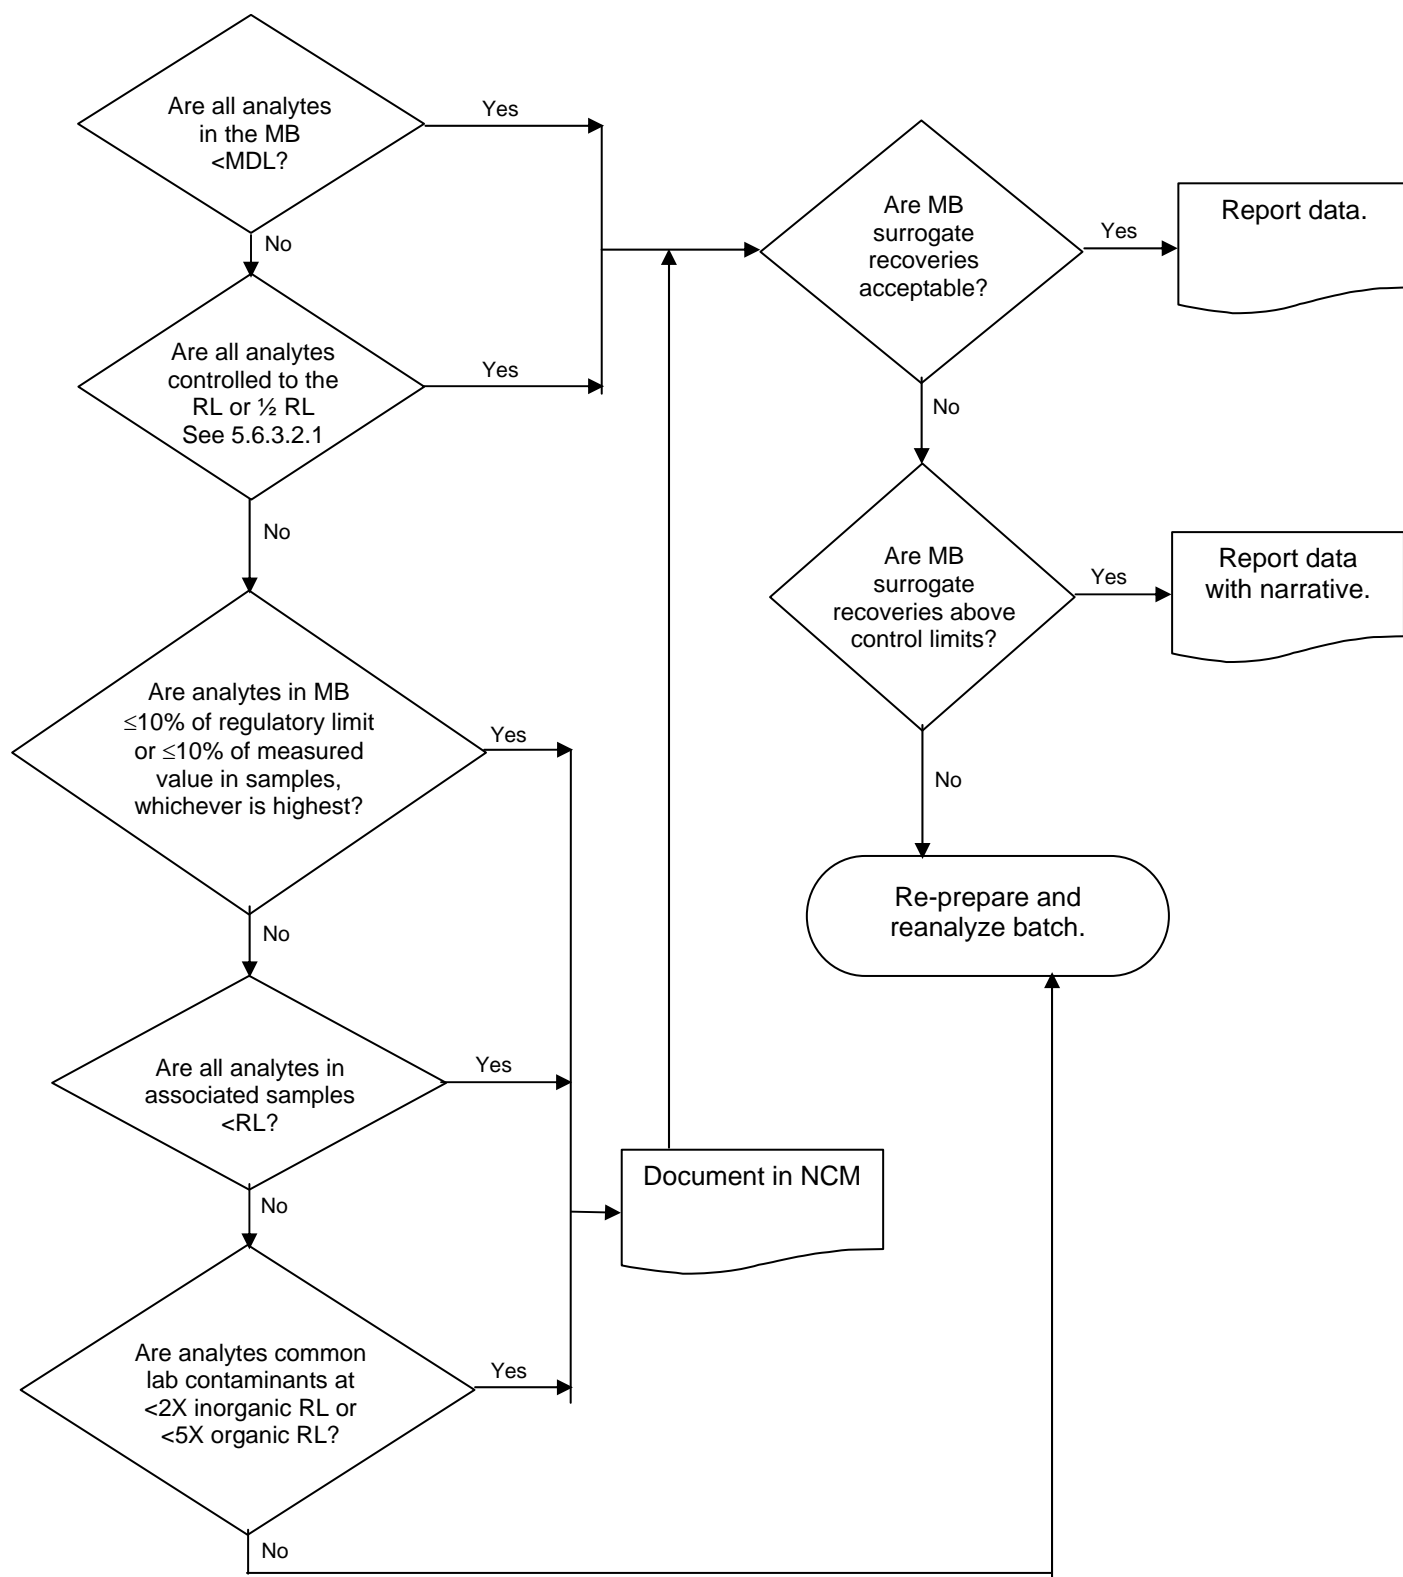 Are all analytes
in the MB
<MDL?
Yes
No
Are all analytes
controlled to the
RL or ½ RL
See 5.6.3.2.1
Yes
No
Are analytes in MB
≤10% of regulatory limit
or ≤10% of measured
value in samples,
whichever is highest?
Yes
No
Are all analytes in
associated samples
<RL?
Yes
No
Are analytes common
lab contaminants at
<2X inorganic RL or
<5X organic RL?
Yes
No
Document in NCM
Are MB
surrogate
recoveries
acceptable?
Yes
Report data.
No
Are MB
surrogate
recoveries above
control limits?
Yes
Report data
with narrative.
No
Re-prepare and
reanalyze batch.